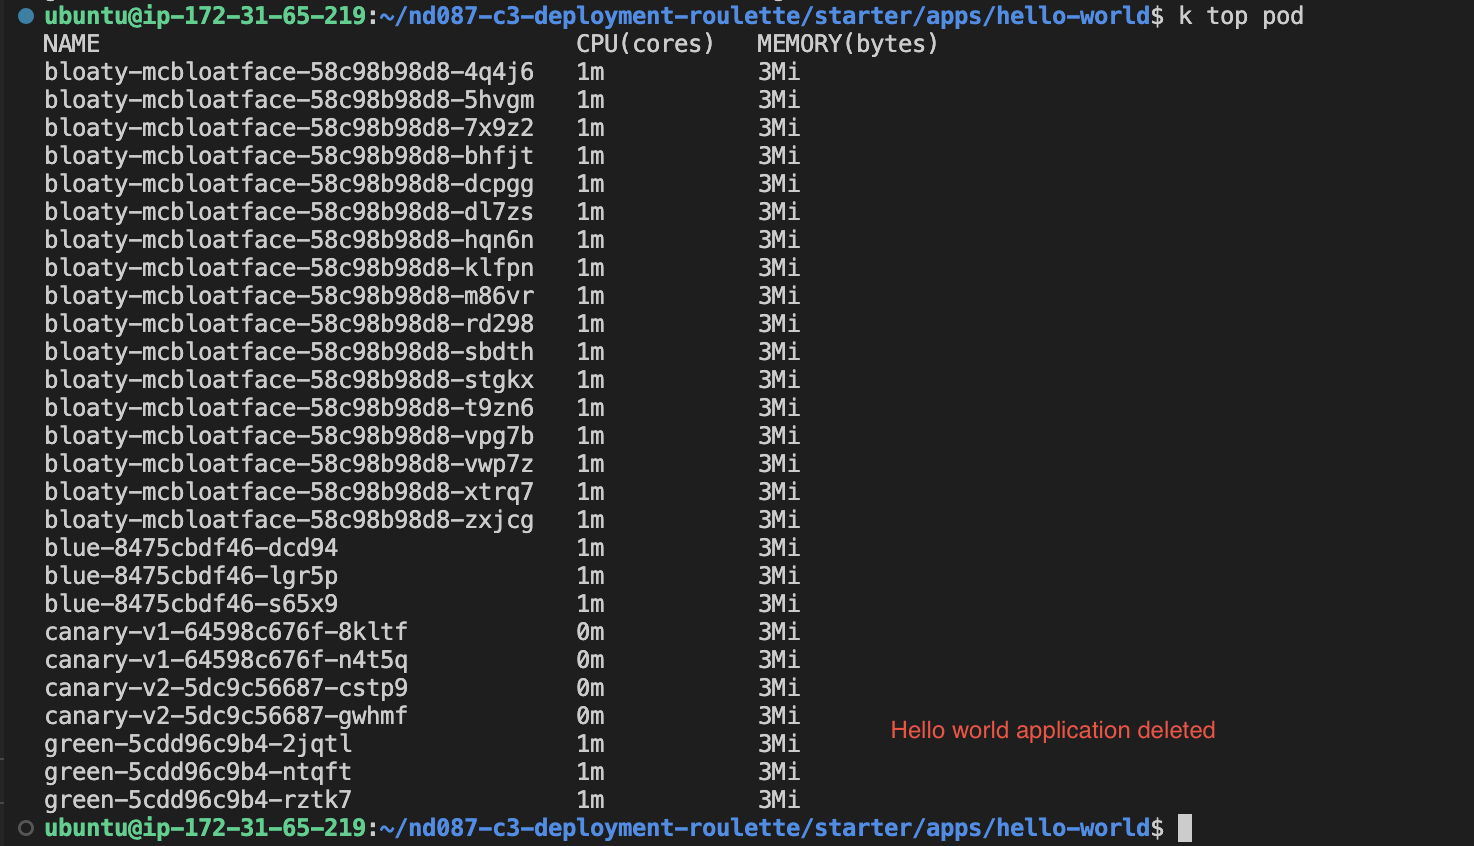 ubuntu@ip-172-31-65-219:~/nd087-c3-deployment-roulette/starter/apps/hello-world$ k top pod
NAME CPU(cores) MEMORY(bytes)
bloaty-mcbloatface-58c98b98d8-4q4j6 1m 3Mi
bloaty-mcbloatface-58c98b98d8-5hvgm 1m 3Mi
bloaty-mcbloatface-58c98b98d8-7x9z2 1m 3Mi
bloaty-mcbloatface-58c98b98d8-bhfjt 1m 3Mi
bloaty-mcbloatface-58c98b98d8-dcpgg 1m 3Mi
bloaty-mcbloatface-58c98b98d8-dl7zs 1m 3Mi
bloaty-mcbloatface-58c98b98d8-hqn6n 1m 3Mi
bloaty-mcbloatface-58c98b98d8-klfpn 1m 3Mi
bloaty-mcbloatface-58c98b98d8-m86vr 1m 3Mi
bloaty-mcbloatface-58c98b98d8-rd298 1m 3Mi
bloaty-mcbloatface-58c98b98d8-sbdth 1m 3Mi
bloaty-mcbloatface-58c98b98d8-stgkx 1m 3Mi
bloaty-mcbloatface-58c98b98d8-t9zn6 1m 3Mi
bloaty-mcbloatface-58c98b98d8-vpg7b 1m 3Mi
bloaty-mcbloatface-58c98b98d8-vwp7z 1m 3Mi
bloaty-mcbloatface-58c98b98d8-xtrq7 1m 3Mi
bloaty-mcbloatface-58c98b98d8-zxjcg 1m 3Mi
blue-8475cbdf46-dcd94 1m 3Mi
blue-8475cbdf46-lgr5p 1m 3Mi
blue-8475cbdf46-s65x9 1m 3Mi
canary-v1-64598c676f-8kltf 0m 3Mi
canary-v1-64598c676f-n4t5q 0m 3Mi
canary-v2-5dc9c56687-cstp9 0m 3Mi
canary-v2-5dc9c56687-gwhmf 0m 3Mi
Hello world application deleted
green-5cdd96c9b4-2jqtl 1m 3Mi
green-5cdd96c9b4-ntqft 1m 3Mi
green-5cdd96c9b4-rztk7 1m 3Mi
ubuntu@ip-172-31-65-219:~/nd087-c3-deployment-roulette/starter/apps/hello-world$